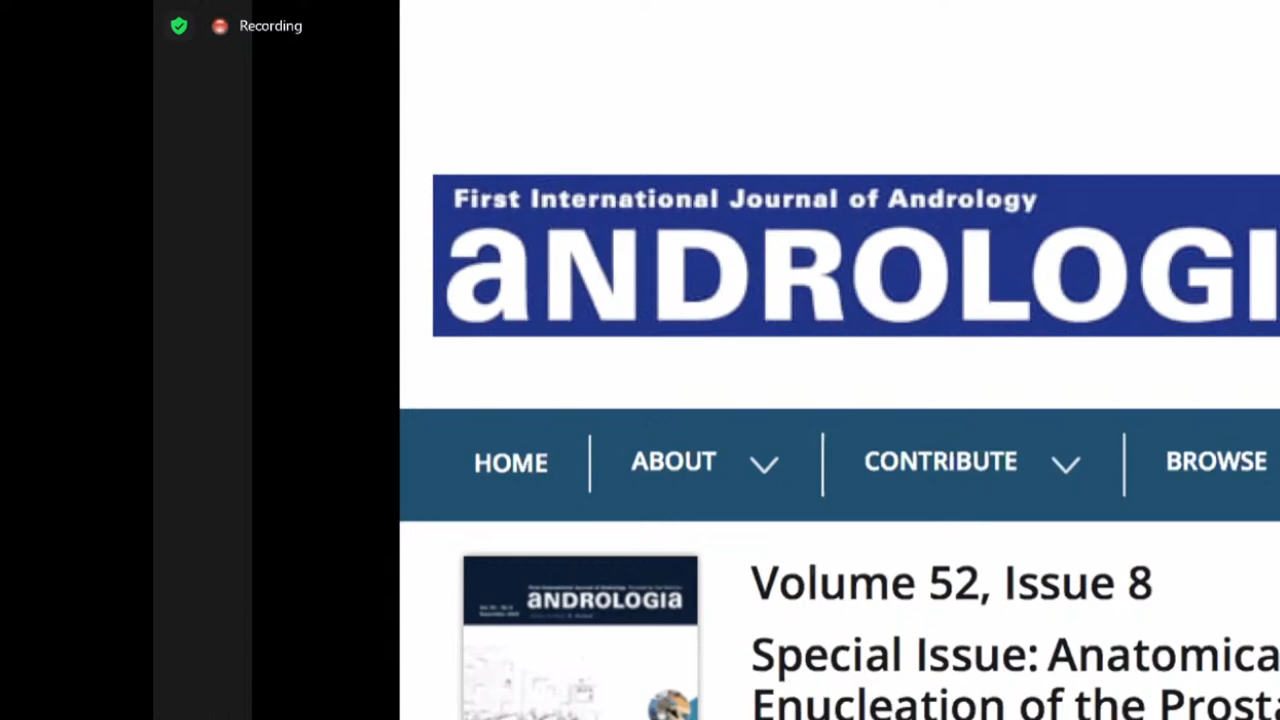 Recording
First International Journal of Andrology
aNDROLOGI
HOME
ABOUT
CONTRIBUTE
BROWSE
Volume 52, Issue 8
aNDROLOGIa
Special Issue: Anatomica
Enucleation of the Prost